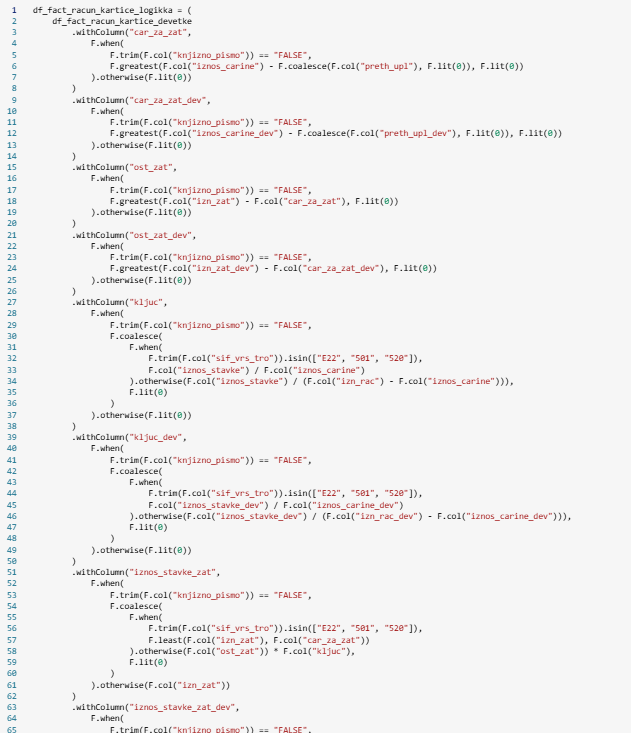 1 df_fact_racun_kartice_logikka = (
2     df_fact_racun_kartice_devetke
3         .withColumn("car_za_zat",
4             F.when(
5                 F.trim(F.col("knjizno_pismo")) == "FALSE",
6                 F.greatest(F.col("iznos_carine") - F.coalesce(F.col("preth_upl"), F.lit(0)), F.lit(0))
7             ).otherwise(F.lit(0))
8         )
9         .withColumn("car_za_zat_dev",
10             F.when(
11                 F.trim(F.col("knjizno_pismo")) == "FALSE",
12                 F.greatest(F.col("iznos_carine_dev") - F.coalesce(F.col("preth_upl_dev"), F.lit(0)), F.lit(0))
13             ).otherwise(F.lit(0))
14         )
15         .withColumn("ost_zat",
16             F.when(
17                 F.trim(F.col("knjizno_pismo")) == "FALSE",
18                 F.greatest(F.col("izn_zat") - F.col("car_za_zat"), F.lit(0))
19             ).otherwise(F.lit(0))
20         )
21         .withColumn("ost_zat_dev",
22             F.when(
23                 F.trim(F.col("knjizno_pismo")) == "FALSE",
24                 F.greatest(F.col("izn_zat_dev") - F.col("car_za_zat_dev"), F.lit(0))
25             ).otherwise(F.lit(0))
26         )
27         .withColumn("kljuc",
28             F.when(
29                 F.trim(F.col("knjizno_pismo")) == "FALSE",
30                 F.coalesce(
31                     F.when(
32                         F.trim(F.col("sif_vrs_tro")).isin(["E22", "501", "520"]),
33                         F.col("iznos_stavke") / F.col("iznos_carine")
34                     ).otherwise(F.col("iznos_stavke") / (F.col("izn_rac") - F.col("iznos_carine"))),
35                     F.lit(0)
36                 )
37             ).otherwise(F.lit(0))
38         )
39         .withColumn("kljuc_dev",
40             F.when(
41                 F.trim(F.col("knjizno_pismo")) == "FALSE",
42                 F.coalesce(
43                     F.when(
44                         F.trim(F.col("sif_vrs_tro")).isin(["E22", "501", "520"]),
45                         F.col("iznos_stavke_dev") / F.col("iznos_carine_dev")
46                     ).otherwise(F.col("iznos_stavke_dev") / (F.col("izn_rac_dev") - F.col("iznos_carine_dev"))),
47                     F.lit(0)
48                 )
49             ).otherwise(F.lit(0))
50         )
51         .withColumn("iznos_stavke_zat",
52             F.when(
53                 F.trim(F.col("knjizno_pismo")) == "FALSE",
54                 F.coalesce(
55                     F.when(
56                         F.trim(F.col("sif_vrs_tro")).isin(["E22", "501", "520"]),
57                         F.least(F.col("izn_zat"), F.col("car_za_zat"))
58                     ).otherwise(F.col("ost_zat")) * F.col("kljuc"),
59                     F.lit(0)
60                 )
61             ).otherwise(F.col("izn_zat"))
62         )
63         .withColumn("iznos_stavke_zat_dev",
64             F.when(
65                 F.trim(F.col("knjizno_pismo")) == "FALSE",